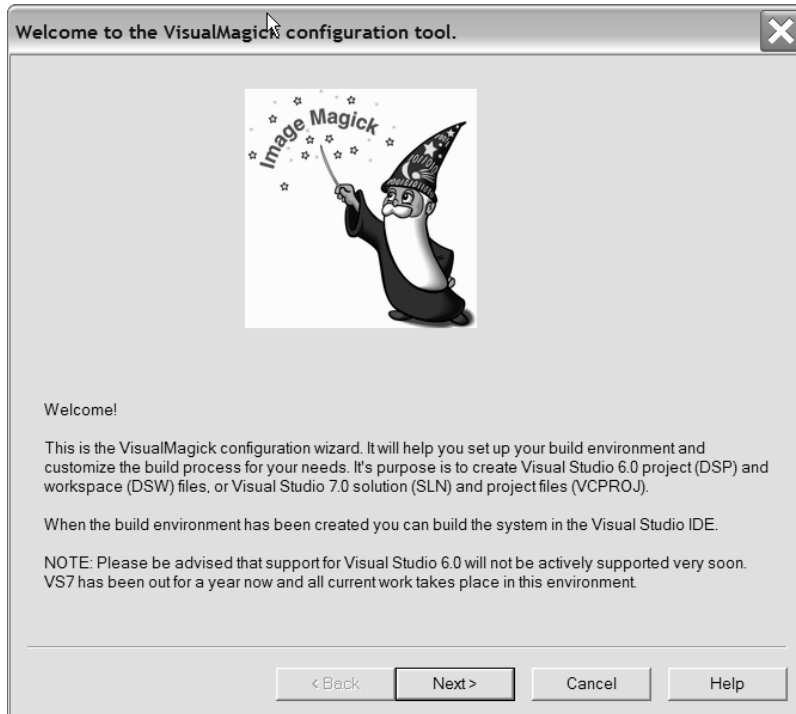 Welcome to the VisualMagick configuration tool.
Image Magick
Welcome!
This is the VisualMagick configuration wizard. It will help you set up your build environment and
customize the build process for your needs. It's purpose is to create Visual Studio 6.0 project (DSP) and
workspace (DSW) files, or Visual Studio 7.0 solution (SLN) and project files (VCPROJ).
When the build environment has been created you can build the system in the Visual Studio IDE.
NOTE: Please be advised that support for Visual Studio 6.0 will not be actively supported very soon.
VS7 has been out for a year now and all current work takes place in this environment.
< Back Next > Cancel Help